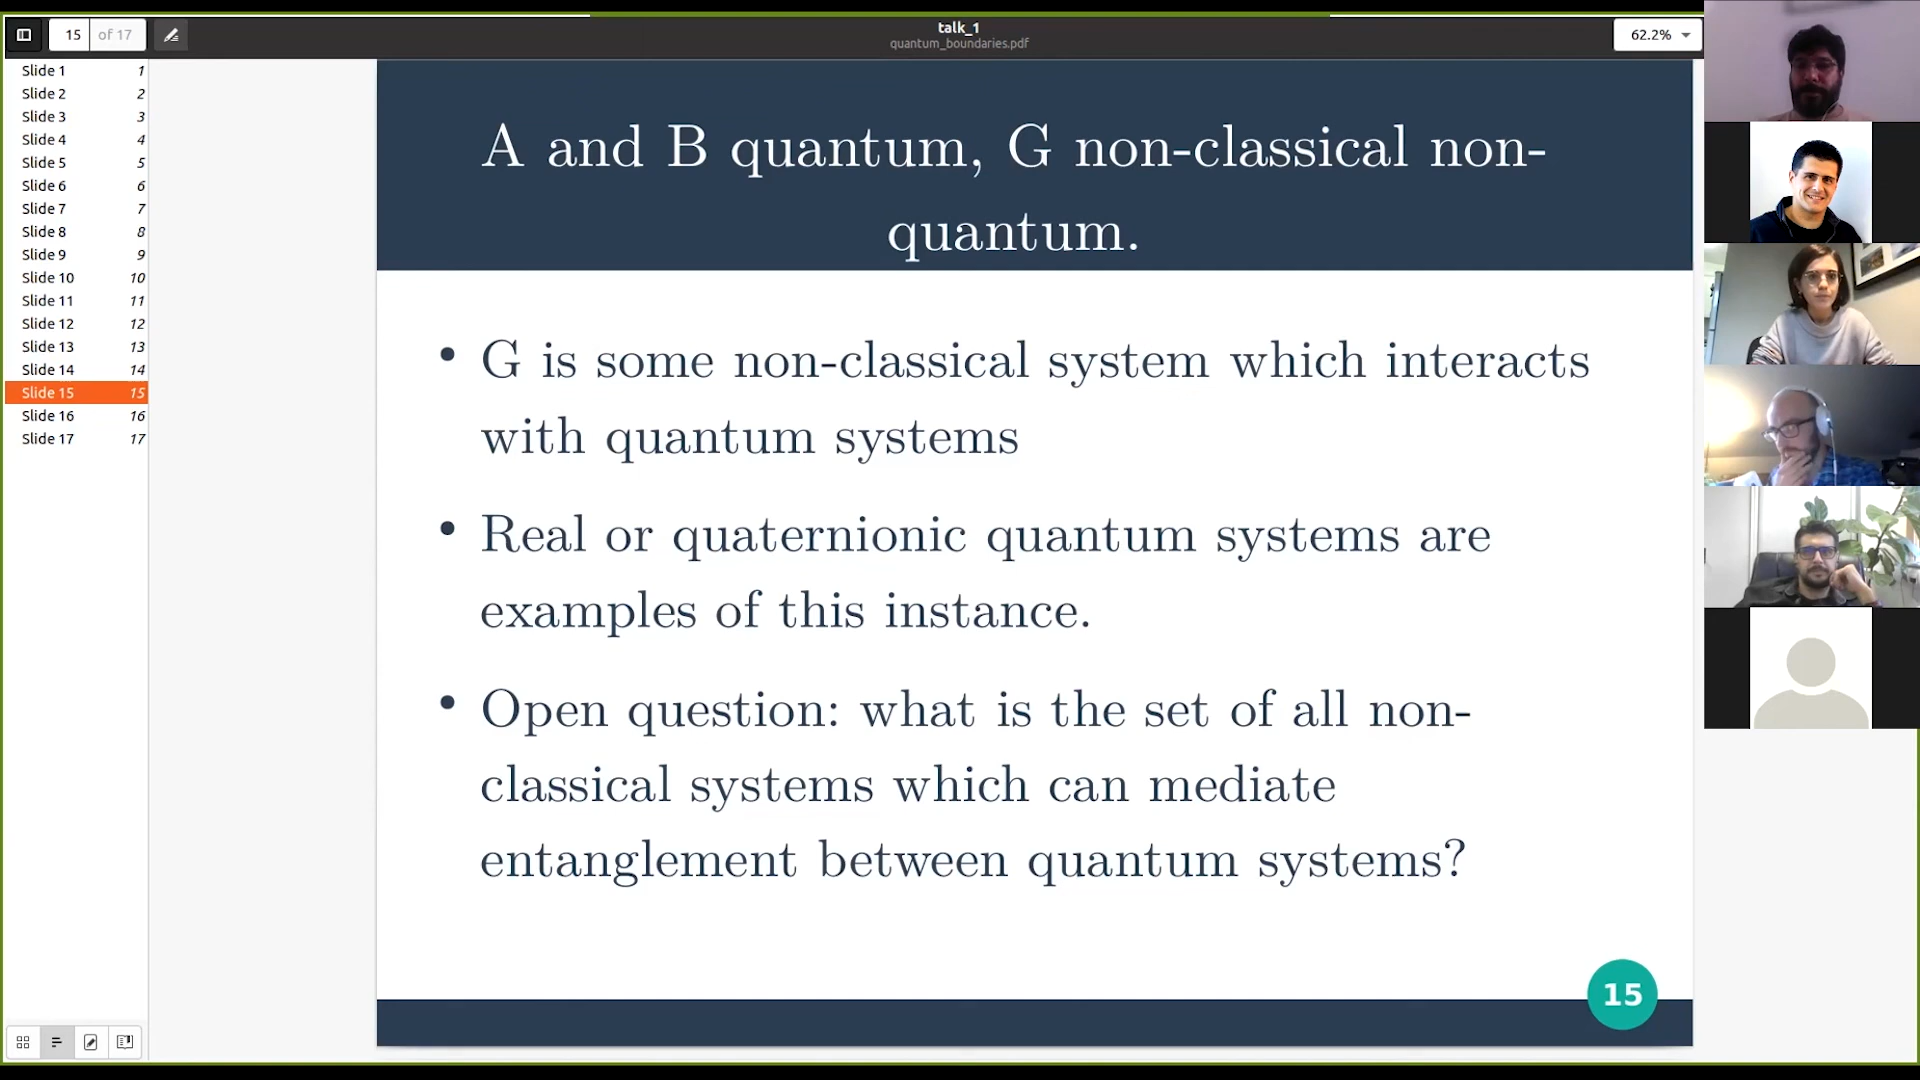 15 of 17
talk_1
quantum_boundaries.pdf
62.2%
Slide 1 1
Slide 2 2
Slide 3 3
Slide 4 4
Slide 5 5
Slide 6 6
Slide 7 7
Slide 8 8
Slide 9 9
Slide 10 10
Slide 11 11
Slide 12 12
Slide 13 13
Slide 14 14
Slide 15 15
Slide 16 16
Slide 17 17
A and B quantum, G non-classical non-
quantum.
• G is some non-classical system which interacts
with quantum systems
• Real or quaternionic quantum systems are
examples of this instance.
• Open question: what is the set of all non-
classical systems which can mediate
entanglement between quantum systems?
15